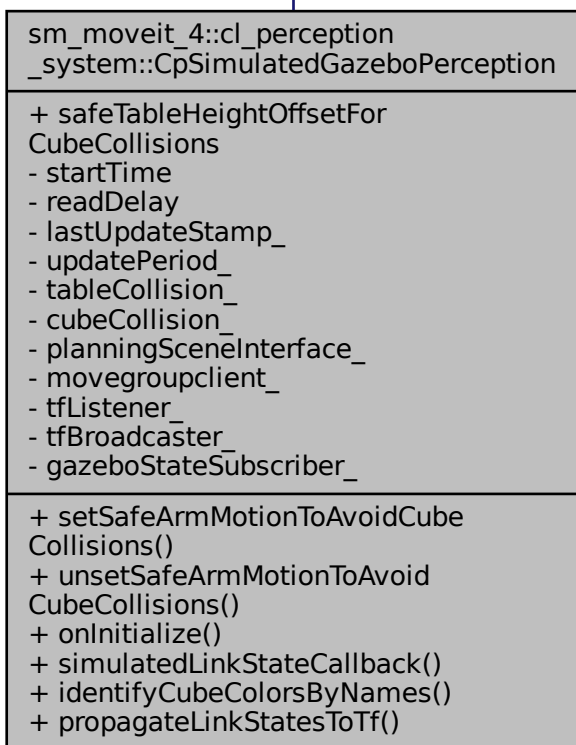 sm_moveit_4::cl_perception
_system::CpSimulatedGazeboPerception
+ safeTableHeightOffsetFor
CubeCollisions
- startTime
- readDelay
- lastUpdateStamp_
- updatePeriod_
- tableCollision_
- cubeCollision_
- planningSceneInterface_
- movegroupclient_
- tfListener_
- tfBroadcaster_
- gazeboStateSubscriber_
+ setSafeArmMotionToAvoidCube
Collisions()
+ unsetSafeArmMotionToAvoid
CubeCollisions()
+ onInitialize()
+ simulatedLinkStateCallback()
+ identifyCubeColorsByNames()
+ propagateLinkStatesToTf()